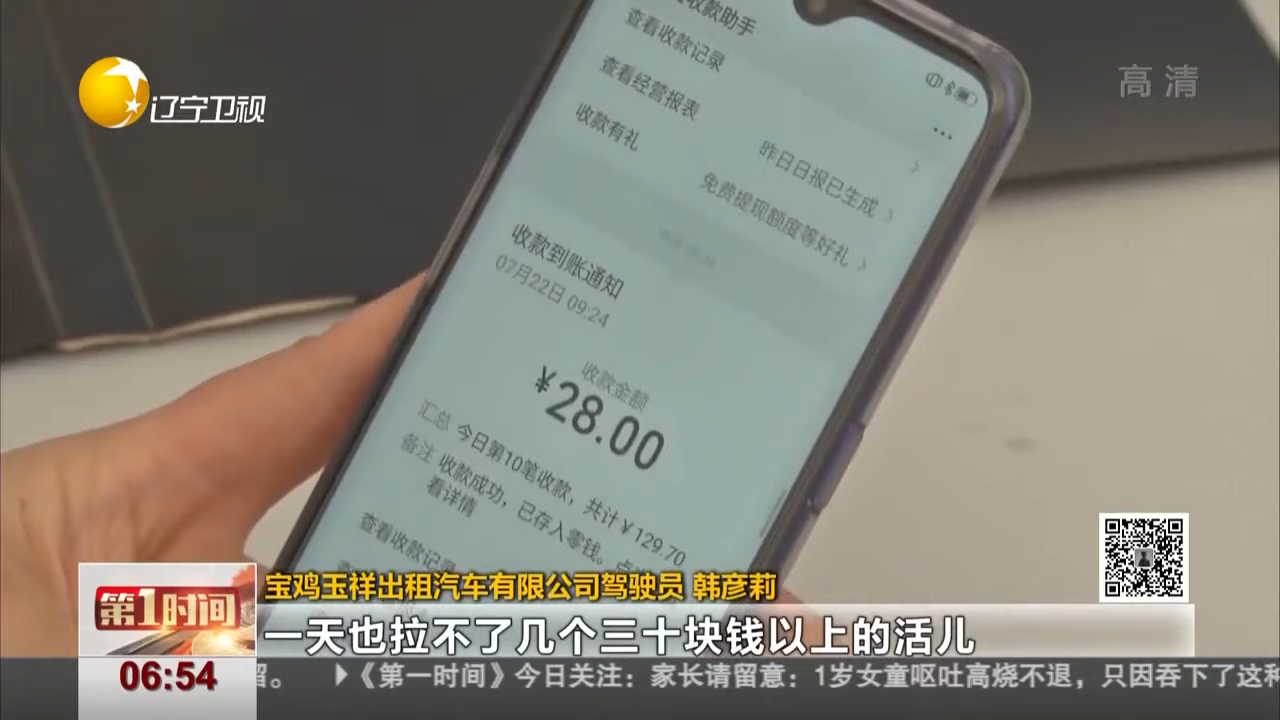 收款助手
查看收款记录
查看经营报表
昨日日报已生成
收款有礼
免费提现额度等好礼
收款到账通知
07月22日 09:24
收款金额
¥28.00
汇总 今日第10笔收款，共计¥129.70
备注 收款成功，已存入零钱。
看详情
查看收款记录
辽宁卫视
高清
宝鸡玉祥出租汽车有限公司驾驶员 韩彦莉
第1时间
一天也拉不了几个三十块钱以上的活儿
06:54
留。 《第一时间》今日关注：家长请留意：1岁女童呕吐高烧不退，只因吞下了这种